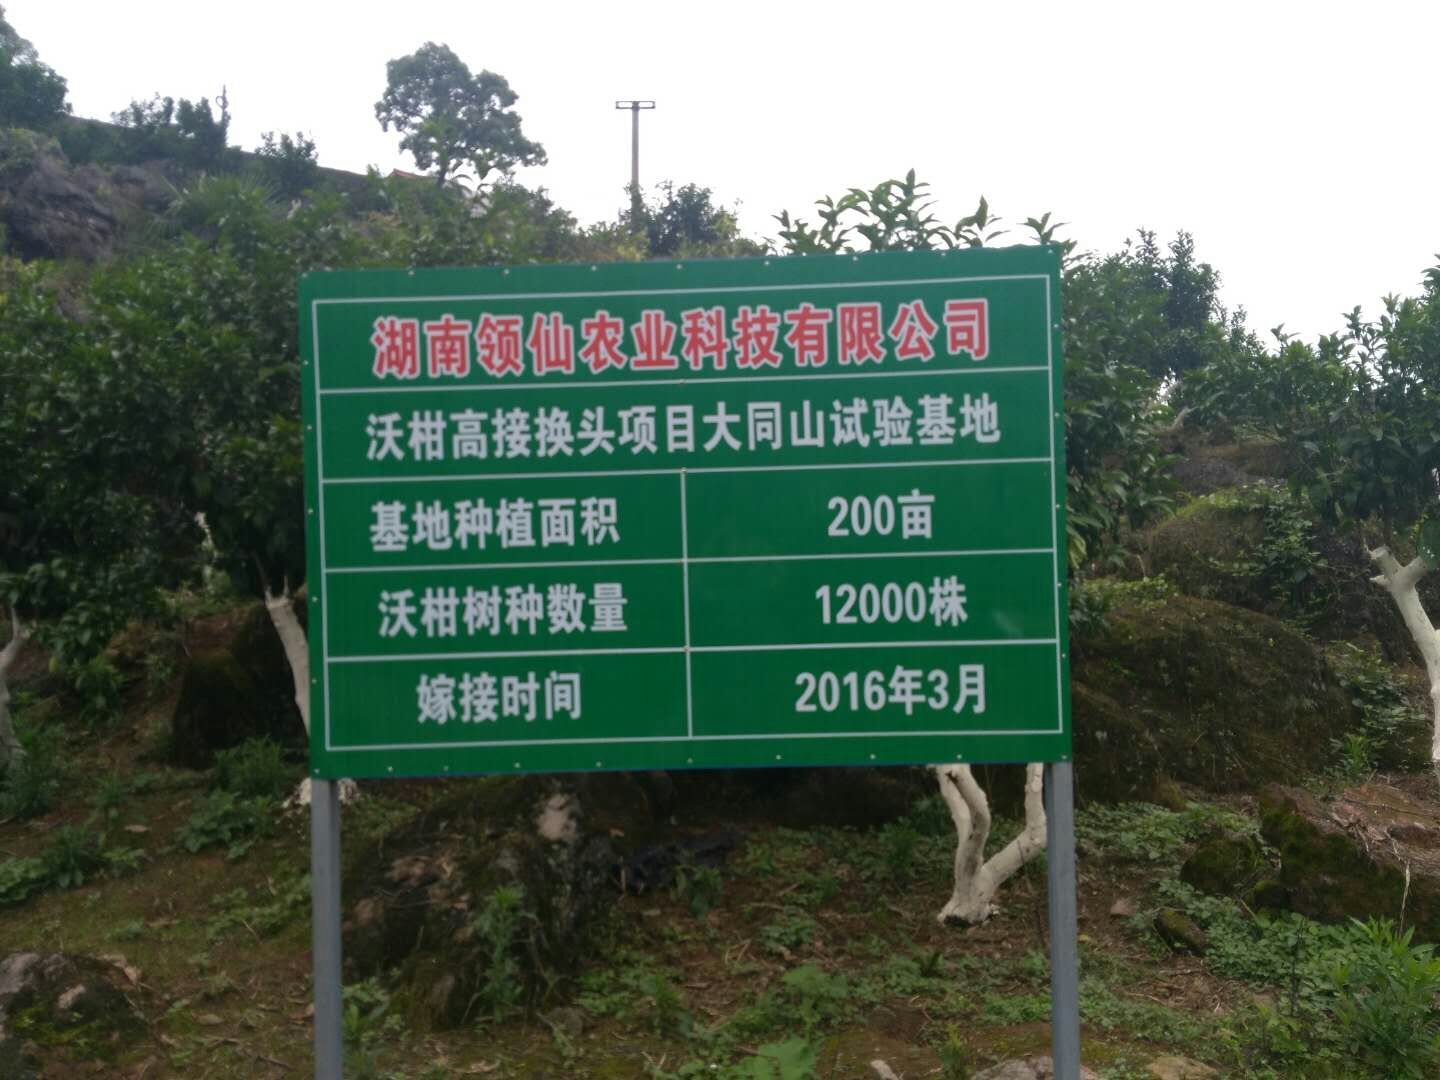 湖南领仙农业科技有限公司
沃柑高接换头项目大同山试验基地
基地种植面积 200亩
沃柑树种数量 12000株
嫁接时间 2016年3月